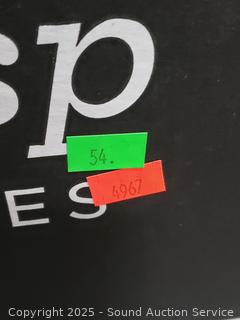 sp
54.
ES
4967
Copyright 2025 - Sound Auction Service